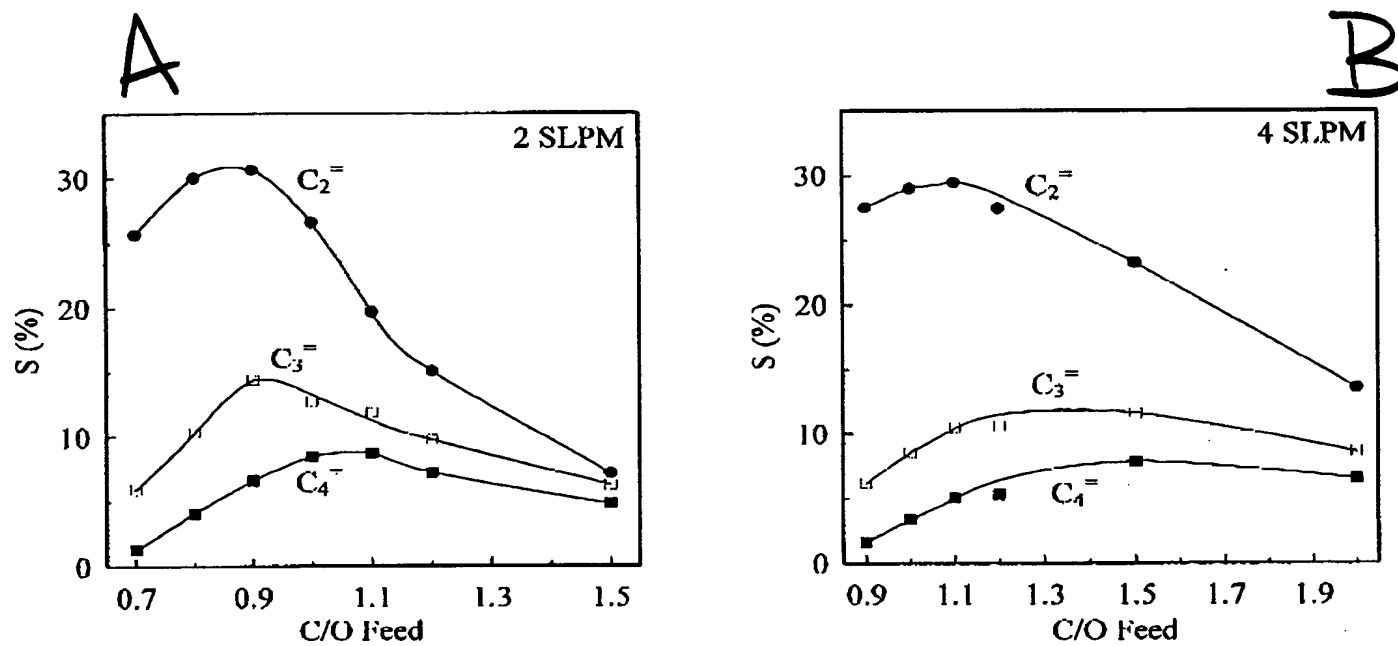 A
B
2 SLPM
30
20
10
0
S (%)
C₂⁼
C₃⁼
C₄⁼
0.7 0.9 1.1 1.3 1.5
C/O Feed
4 SLPM
30
20
10
0
S (%)
C₂⁼
C₃⁼
C₄⁼
0.9 1.1 1.3 1.5 1.7 1.9
C/O Feed